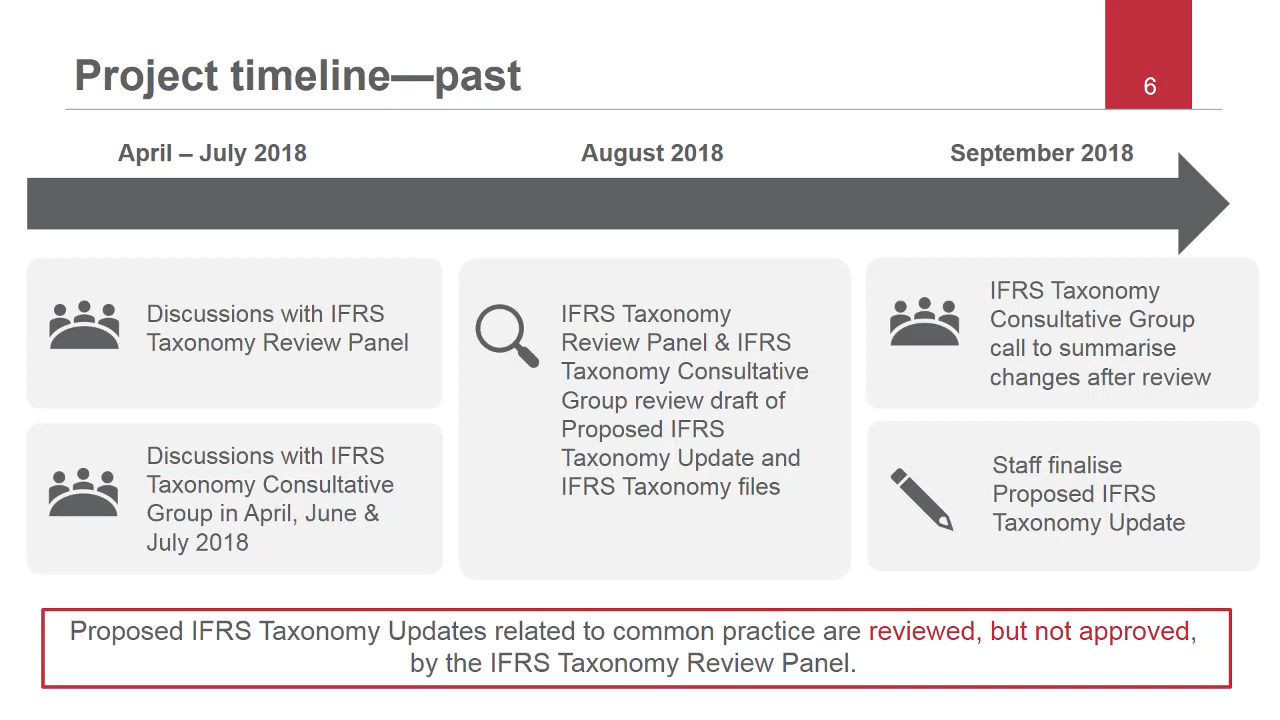 Project timeline—past
6
April – July 2018
August 2018
September 2018
Discussions with IFRS
Taxonomy Review Panel
Discussions with IFRS
Taxonomy Consultative
Group in April, June &
July 2018
IFRS Taxonomy
Review Panel & IFRS
Taxonomy Consultative
Group review draft of
Proposed IFRS
Taxonomy Update and
IFRS Taxonomy files
IFRS Taxonomy
Consultative Group
call to summarise
changes after review
Staff finalise
Proposed IFRS
Taxonomy Update
Proposed IFRS Taxonomy Updates related to common practice are reviewed, but not approved,
by the IFRS Taxonomy Review Panel.